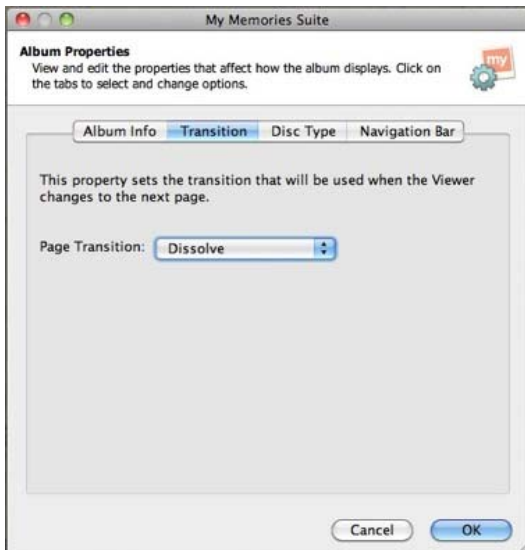 My Memories Suite
Album Properties
View and edit the properties that affect how the album displays. Click on
the tabs to select and change options.
my
Album Info Transition Disc Type Navigation Bar
This property sets the transition that will be used when the Viewer
changes to the next page.
Page Transition: Dissolve
Cancel OK